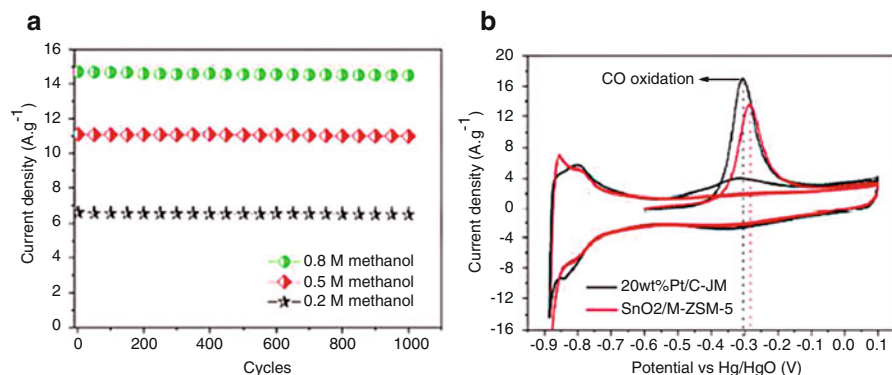 a
16
14
12
10
8
6
4
2
0
Current density (A.g-1)
0.8 M methanol
0.5 M methanol
0.2 M methanol
0 200 400 600 800 1000
Cycles
b
20
16
12
8
4
0
-4
-8
-12
-16
Current density (A.g-1)
CO oxidation
20wt%Pt/C-JM
SnO2/M-ZSM-5
-0.9 -0.8 -0.7 -0.6 -0.5 -0.4 -0.3 -0.2 -0.1 0.0 0.1
Potential vs Hg/HgO (V)